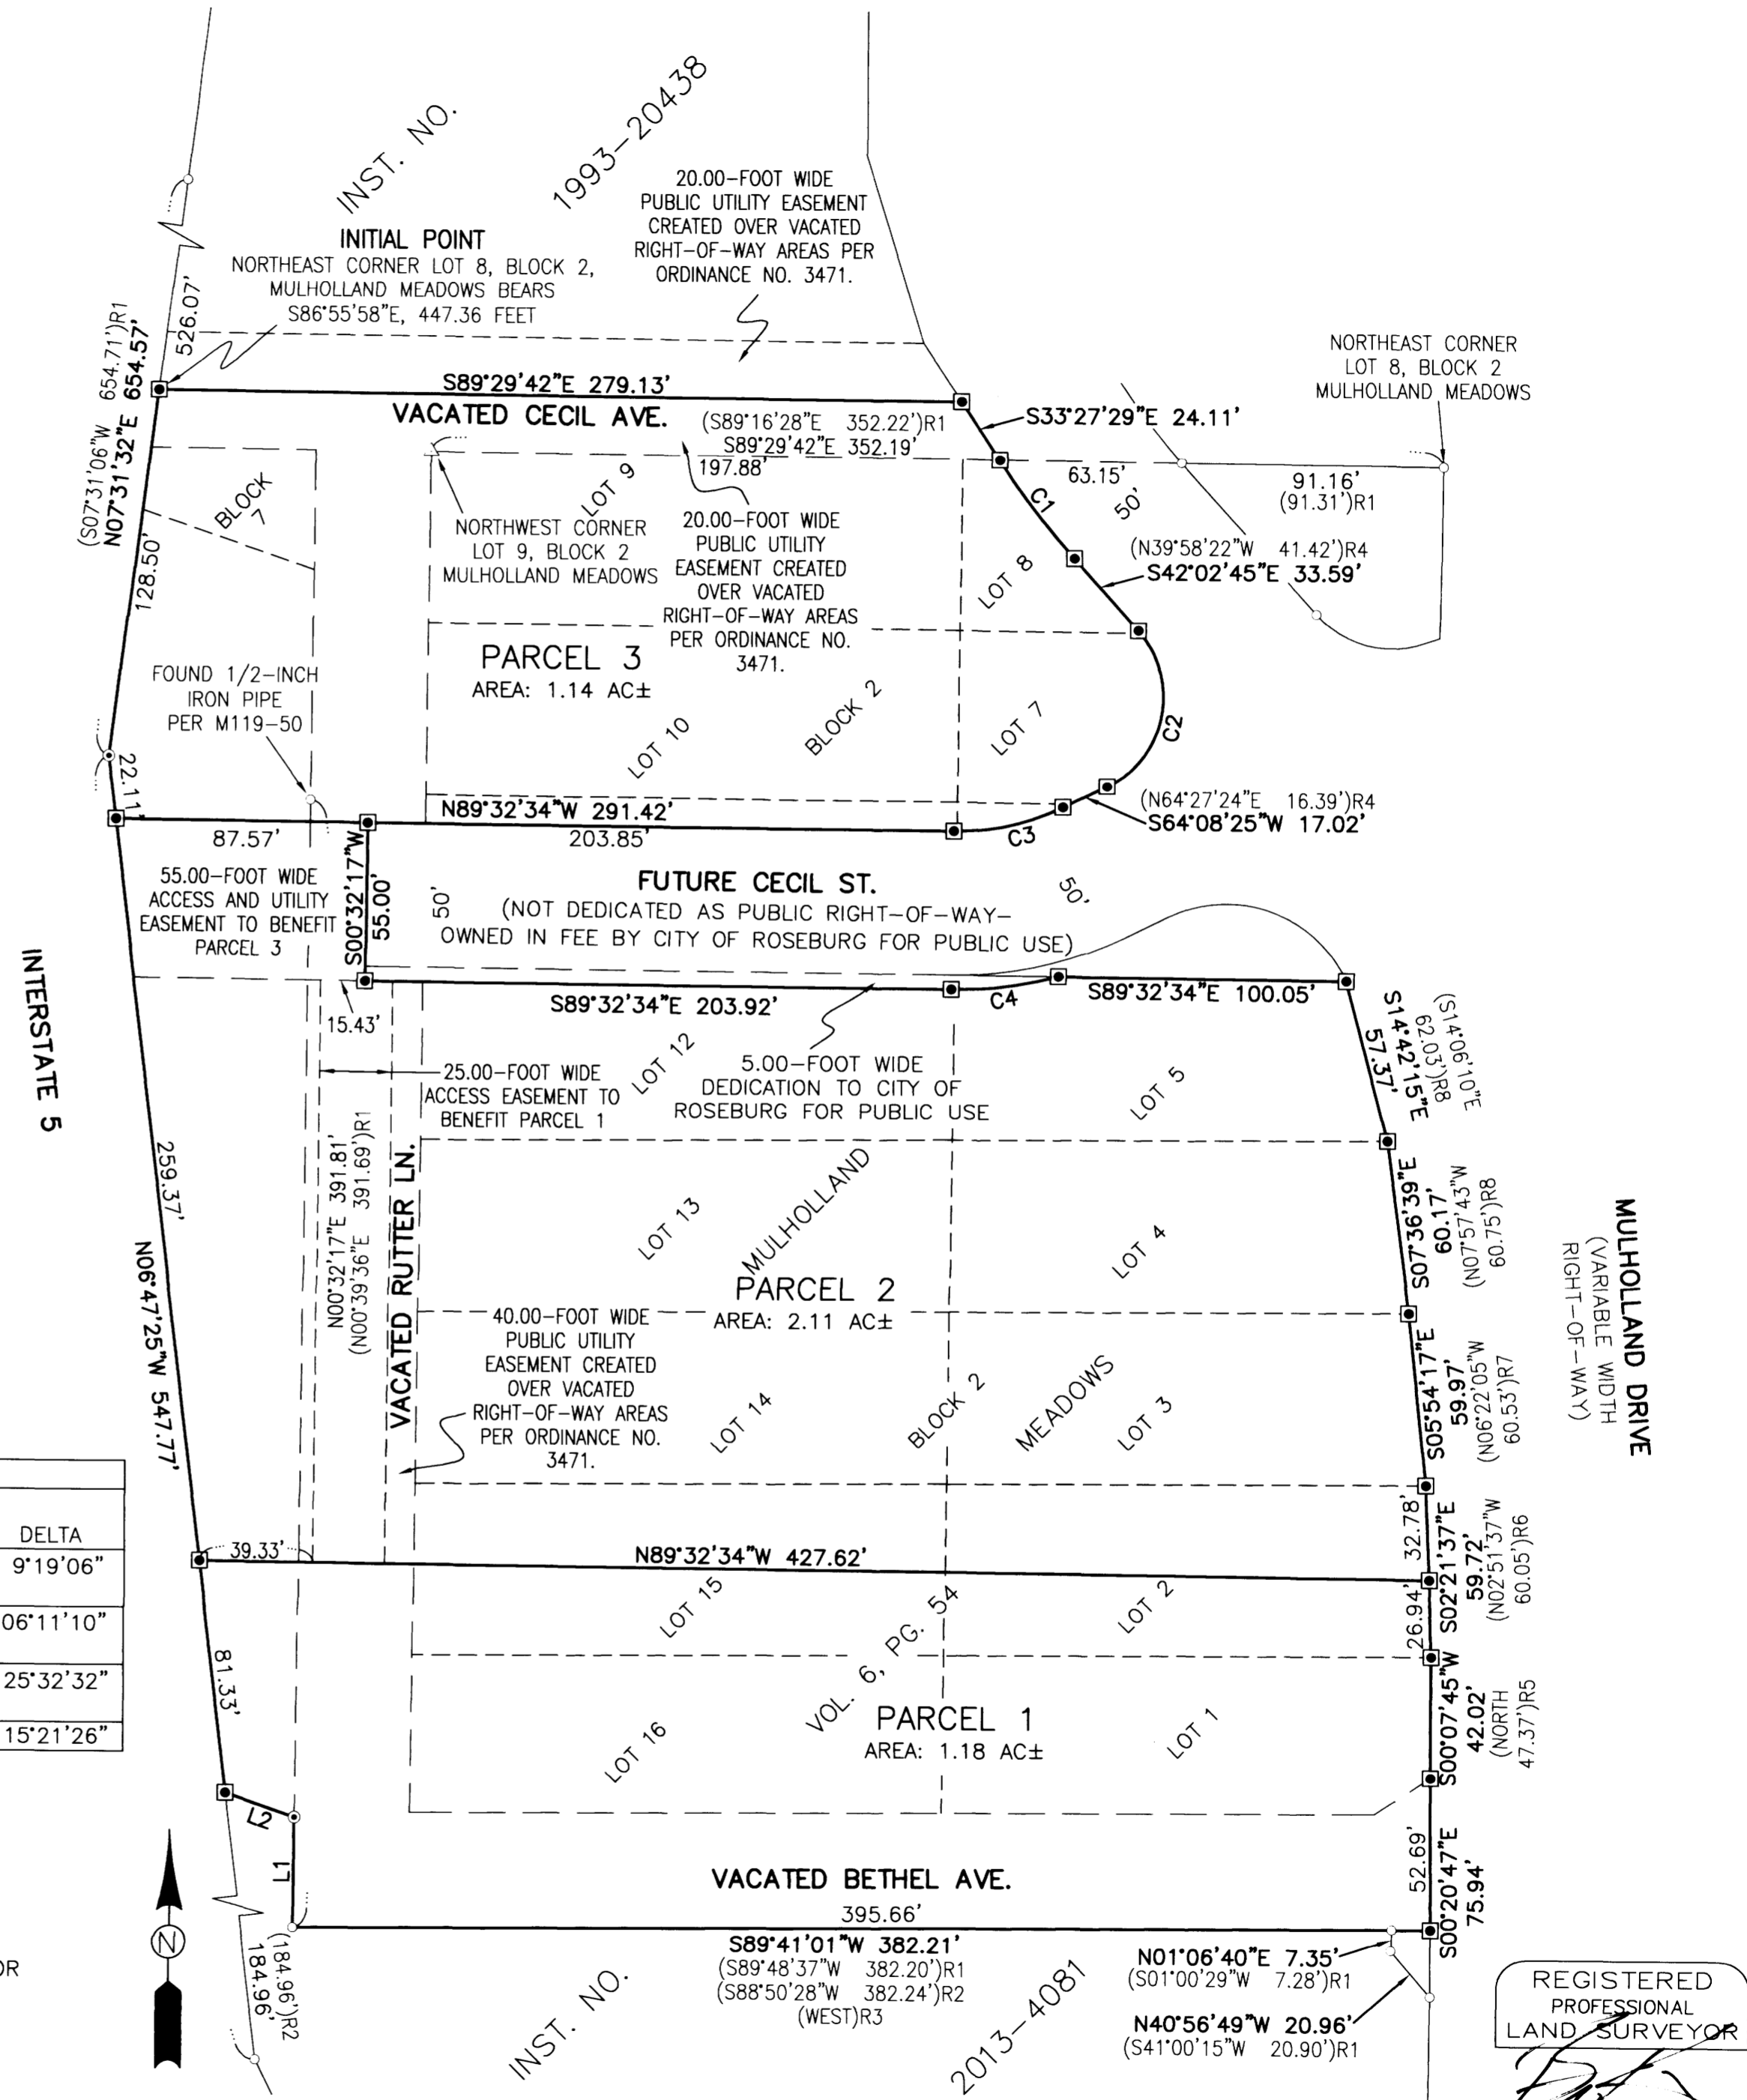 INST. NO.
1993-20438
20.00-FOOT WIDE
PUBLIC UTILITY EASEMENT
CREATED OVER VACATED
RIGHT-OF-WAY AREAS PER
ORDINANCE NO. 3471.
INITIAL POINT
NORTHEAST CORNER LOT 8, BLOCK 2,
MULHOLLAND MEADOWS BEARS
S86°55'58"E, 447.36 FEET
526.07'
(S07°31'06"W 654.71')R1
N07°31'32"E 654.57'
128.50'
S89°29'42"E 279.13'
VACATED CECIL AVE.
(S89°16'28"E 352.22')R1
S89°29'42"E 352.19'
197.88'
S33°27'29"E 24.11'
NORTHEAST CORNER
LOT 8, BLOCK 2
MULHOLLAND MEADOWS
63.15'
91.16'
(91.31')R1
50'
C1
(N39°58'22"W 41.42')R4
S42°02'45"E 33.59'
BLOCK
7
LOT 9
NORTHWEST CORNER
LOT 9, BLOCK 2
MULHOLLAND MEADOWS
20.00-FOOT WIDE
PUBLIC UTILITY
EASEMENT CREATED
OVER VACATED
RIGHT-OF-WAY AREAS
PER ORDINANCE NO.
3471.
LOT 8
PARCEL 3
AREA: 1.14 AC±
FOUND 1/2-INCH
IRON PIPE
PER M119-50
LOT 10
BLOCK 2
LOT 7
C2
22.11'
N89°32'34"W 291.42'
87.57'
203.85'
C3
(N64°27'24"E 16.39')R4
S64°08'25"W 17.02'
55.00-FOOT WIDE
ACCESS AND UTILITY
EASEMENT TO BENEFIT
PARCEL 3
S00°32'17"W
55.00'
50'
FUTURE CECIL ST.
(NOT DEDICATED AS PUBLIC RIGHT-OF-WAY-
OWNED IN FEE BY CITY OF ROSEBURG FOR PUBLIC USE)
50'
INTERSTATE 5
15.43'
S89°32'34"E 203.92'
C4
S89°32'34"E 100.05'
(S14°06'10"E
62.03')R8
S14°42'15"E
57.37'
LOT 12
25.00-FOOT WIDE
ACCESS EASEMENT TO
BENEFIT PARCEL 1
5.00-FOOT WIDE
DEDICATION TO CITY OF
ROSEBURG FOR PUBLIC USE
LOT 5
N00°32'17"E 391.81'
(N00°39'36"E 391.69')R1
VACATED RUTTER LN.
259.37'
N06°47'25"W 547.77'
LOT 13
MULHOLLAND
LOT 4
S07°36'39"E
60.17'
(N07°57'43"W
60.75')R8
MULHOLLAND DRIVE
(VARIABLE WIDTH
RIGHT-OF-WAY)
PARCEL 2
AREA: 2.11 AC±
40.00-FOOT WIDE
PUBLIC UTILITY
EASEMENT CREATED
OVER VACATED
RIGHT-OF-WAY AREAS
PER ORDINANCE NO.
3471.
LOT 14
BLOCK 2
MEADOWS
LOT 3
S05°54'17"E
59.97'
(N06°22'05"W
60.53')R7
DELTA
9°19'06"
06°11'10"
25°32'32"
15°21'26"
39.33'
N89°32'34"W 427.62'
32.78'
26.94'
S02°21'37"E
59.72'
(N02°51'37"W
60.05')R6
LOT 15
LOT 2
VOL. 6, PG. 54
81.33'
LOT 16
PARCEL 1
AREA: 1.18 AC±
LOT 1
S00°07'45"W
42.02'
(NORTH
47.37')R5
L2
L1
VACATED BETHEL AVE.
395.66'
S89°41'01"W 382.21'
(S89°48'37"W 382.20')R1
(S88°50'28"W 382.24')R2
(WEST)R3
52.69'
S00°20'47"E
75.94'
N
OR
(184.96')R2
184.96'
INST. NO.
2013-4081
N01°06'40"E 7.35'
(S01°00'29"W 7.28')R1
N40°56'49"W 20.96'
(S41°00'15"W 20.90')R1
REGISTERED
PROFESSIONAL
LAND SURVEYOR